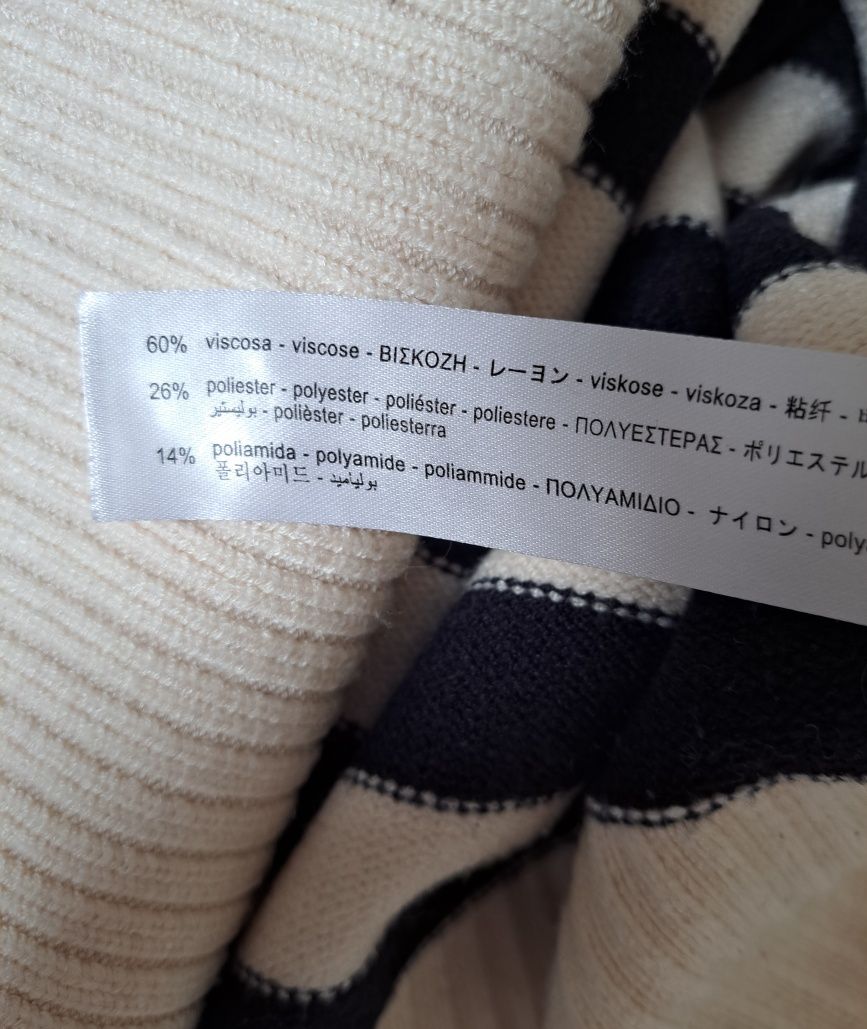 60% viscosa - viscose - ΒΙΣΚΟΖΗ - レーヨン - viskose - viskoza - 粘纤 -
26% poliester - polyester - poliéster - poliestere - ΠΟΛΥΕΣΤΕΡΑΣ - ポリエステル
بوليستير - polièster - poliesterra
14% poliamida - polyamide - poliammide - ΠΟΛΥΑΜΙΔΙΟ - ナイロン -
폴리아미드 - بولياميد